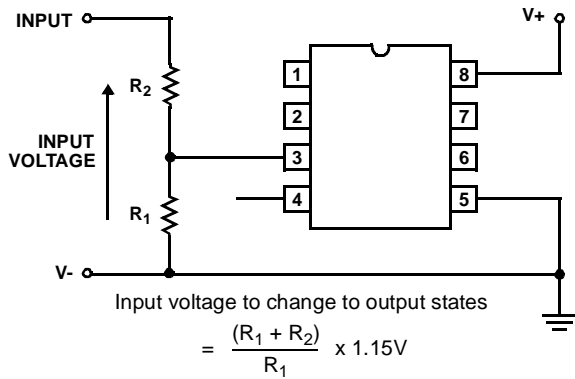 INPUT
V+
R2
INPUT
VOLTAGE
R1
V-
1
2
3
4
8
7
6
5
Input voltage to change to output states
= (R1 + R2) / R1 x 1.15V